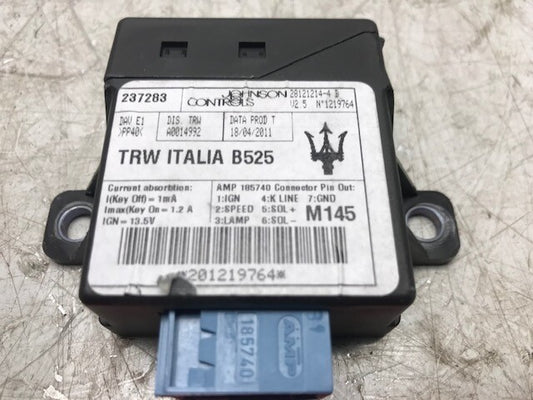 237283 JOHNSON CONTROLS 28121214-4 B
V2 5 N°1219764
DAV E1 DIS. TRW DATA PROD T
>PP40< A0014992 18/04/2011
TRW ITALIA B525
Current absorbtion: AMP 185740 Connector Pin Out:
I(Key Off)= 1mA 1:IGN 4:K LINE 7:GND
Imax(Key On= 1.2 A 2:SPEED 5:SOL+ M145
IGN= 13.5V 3:LAMP 6:SOL-
*201219764*
AMP
185740